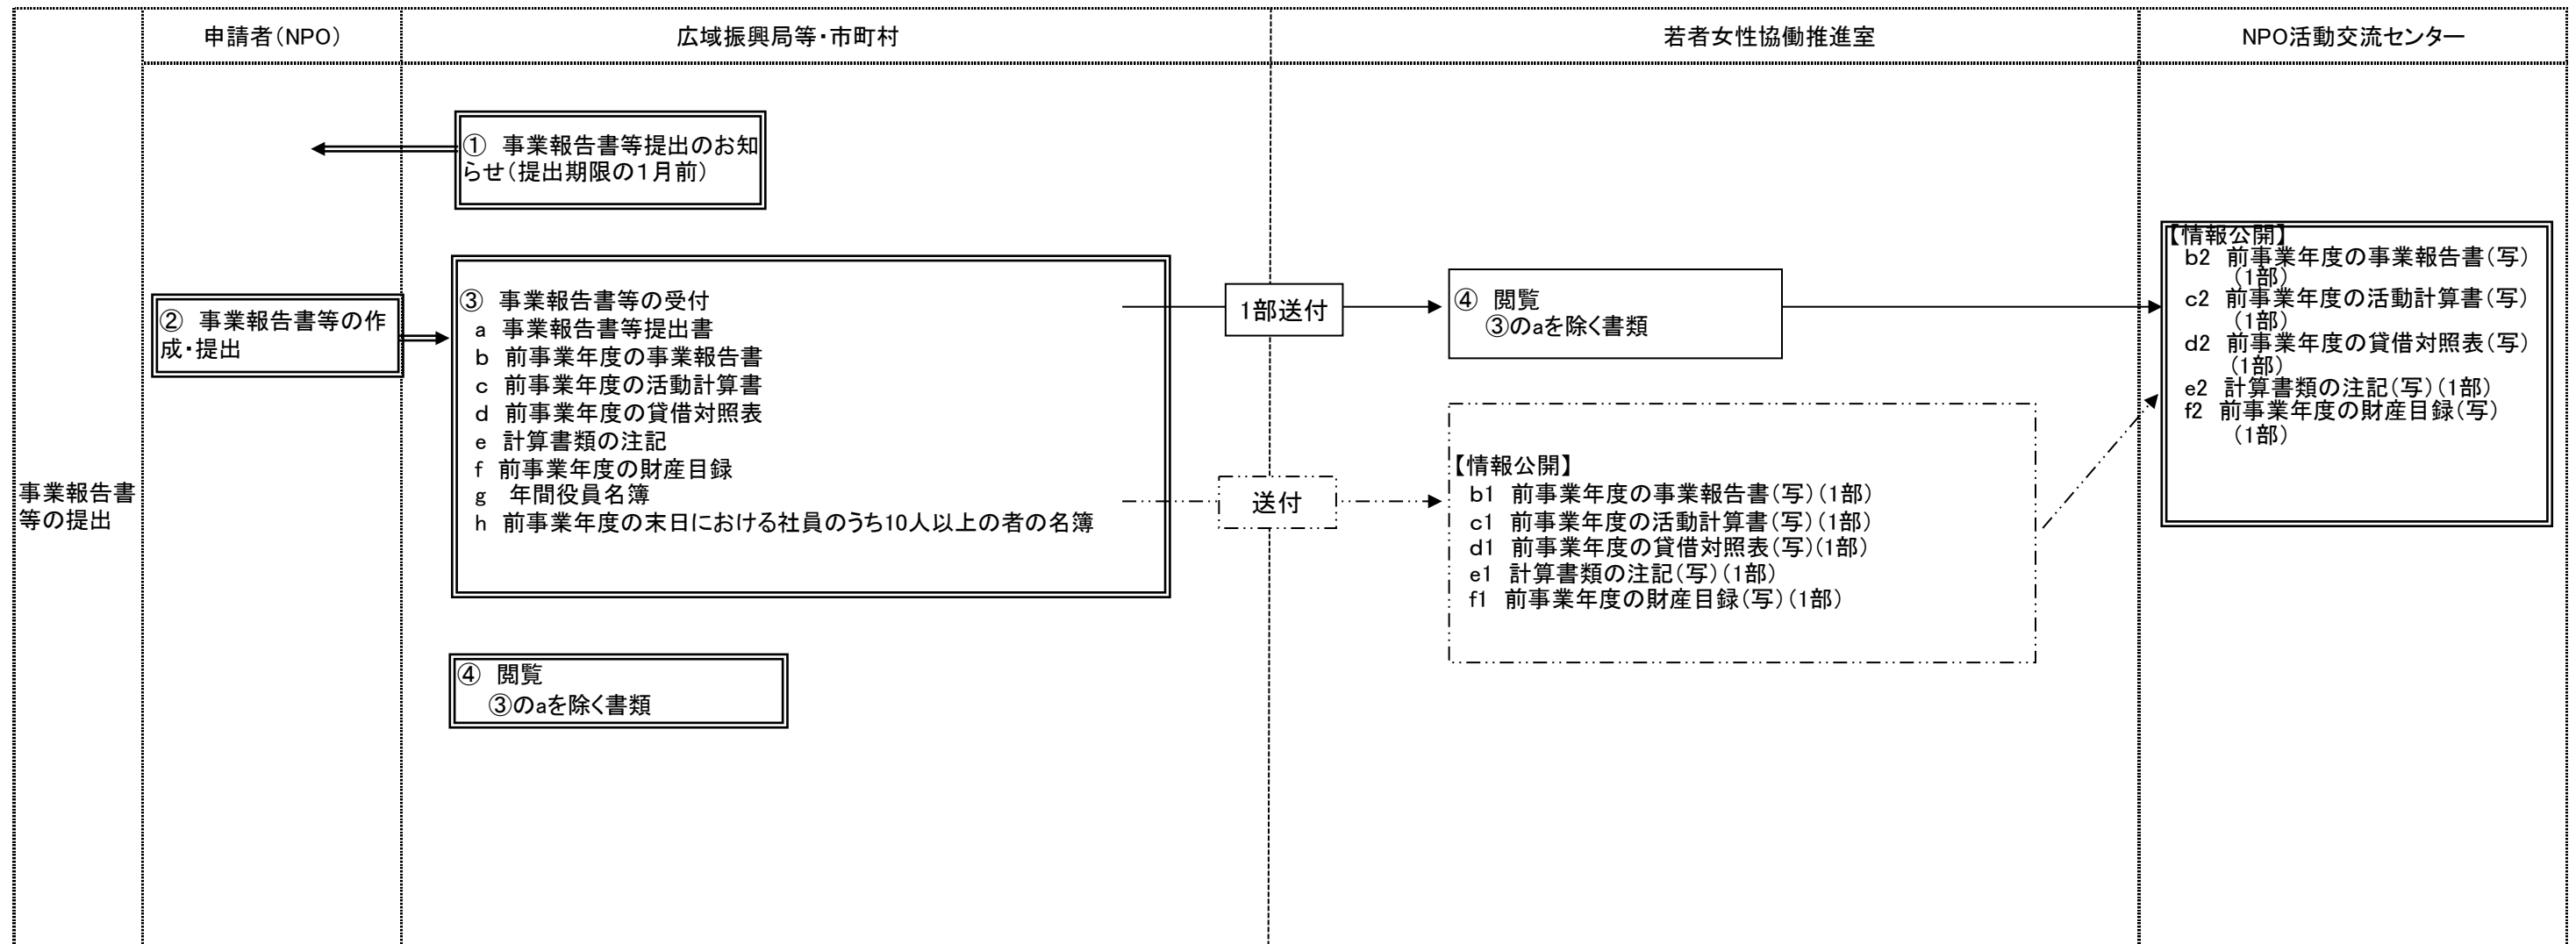 申請者（NPO）
広域振興局等・市町村
若者女性協働推進室
NPO活動交流センター
事業報告書
等の提出
① 事業報告書等提出のお知
らせ（提出期限の１月前）
② 事業報告書等の作
成・提出
③ 事業報告書等の受付
a 事業報告書等提出書
b 前事業年度の事業報告書
c 前事業年度の活動計算書
d 前事業年度の貸借対照表
e 計算書類の注記
f 前事業年度の財産目録
g 年間役員名簿
h 前事業年度の末日における社員のうち10人以上の者の名簿
④ 閲覧
③のaを除く書類
1部送付
送付
④ 閲覧
③のaを除く書類
【情報公開】
b1 前事業年度の事業報告書（写）（1部）
c1 前事業年度の活動計算書（写）（1部）
d1 前事業年度の貸借対照表（写）（1部）
e1 計算書類の注記（写）（1部）
f1 前事業年度の財産目録（写）（1部）
【情報公開】
b2 前事業年度の事業報告書（写）
（1部）
c2 前事業年度の活動計算書（写）
（1部）
d2 前事業年度の貸借対照表（写）
（1部）
e2 計算書類の注記（写）（1部）
f2 前事業年度の財産目録（写）
（1部）